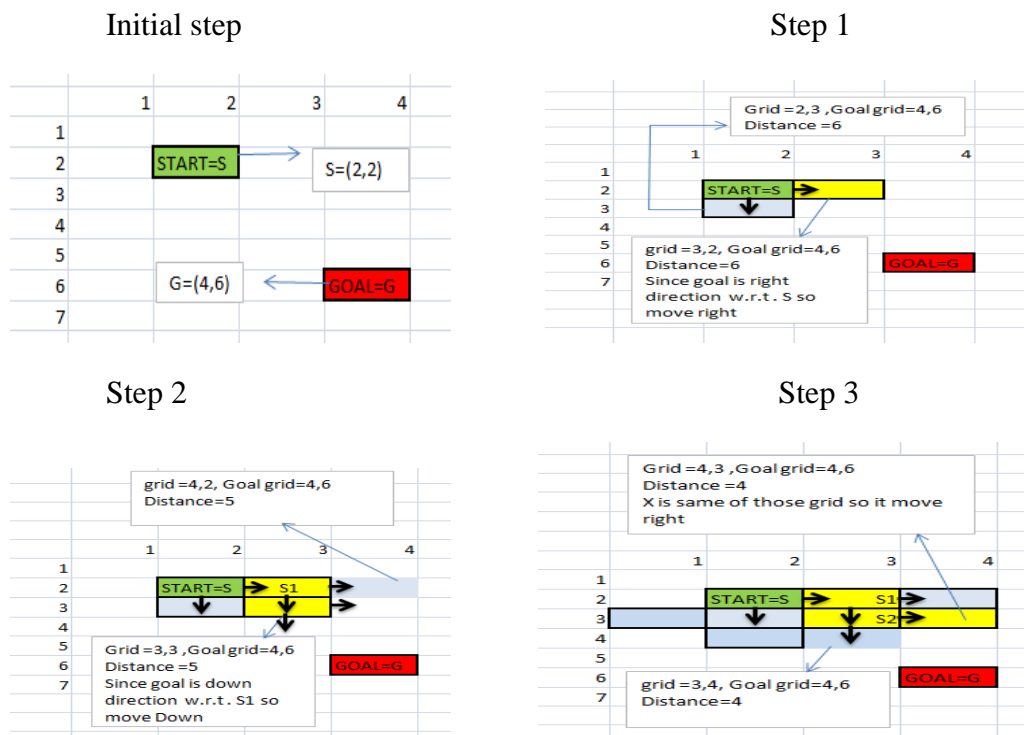 Initial step
1 2 3 4
1
2 START=S
S=(2,2)
3
4
5
G=(4,6)
6 GOAL=G
7
Step 1
Grid =2,3 ,Goal grid=4,6
Distance =6
1 2 3 4
1
2 START=S
3
4
5
6 GOAL=G
7
grid =3,2, Goal grid=4,6
Distance=6
Since goal is right
direction w.r.t. S so
move right
Step 2
grid =4,2, Goal grid=4,6
Distance=5
1 2 3 4
1
2 START=S S1
3
4
5
6 GOAL=G
7
Grid =3,3 ,Goal grid=4,6
Distance =5
Since goal is down
direction w.r.t. S1 so
move Down
Step 3
Grid =4,3 ,Goal grid=4,6
Distance =4
X is same of those grid so it move
right
1 2 3 4
1
2 START=S S1
3 S2
4
5
6 GOAL=G
7
grid =3,4, Goal grid=4,6
Distance=4